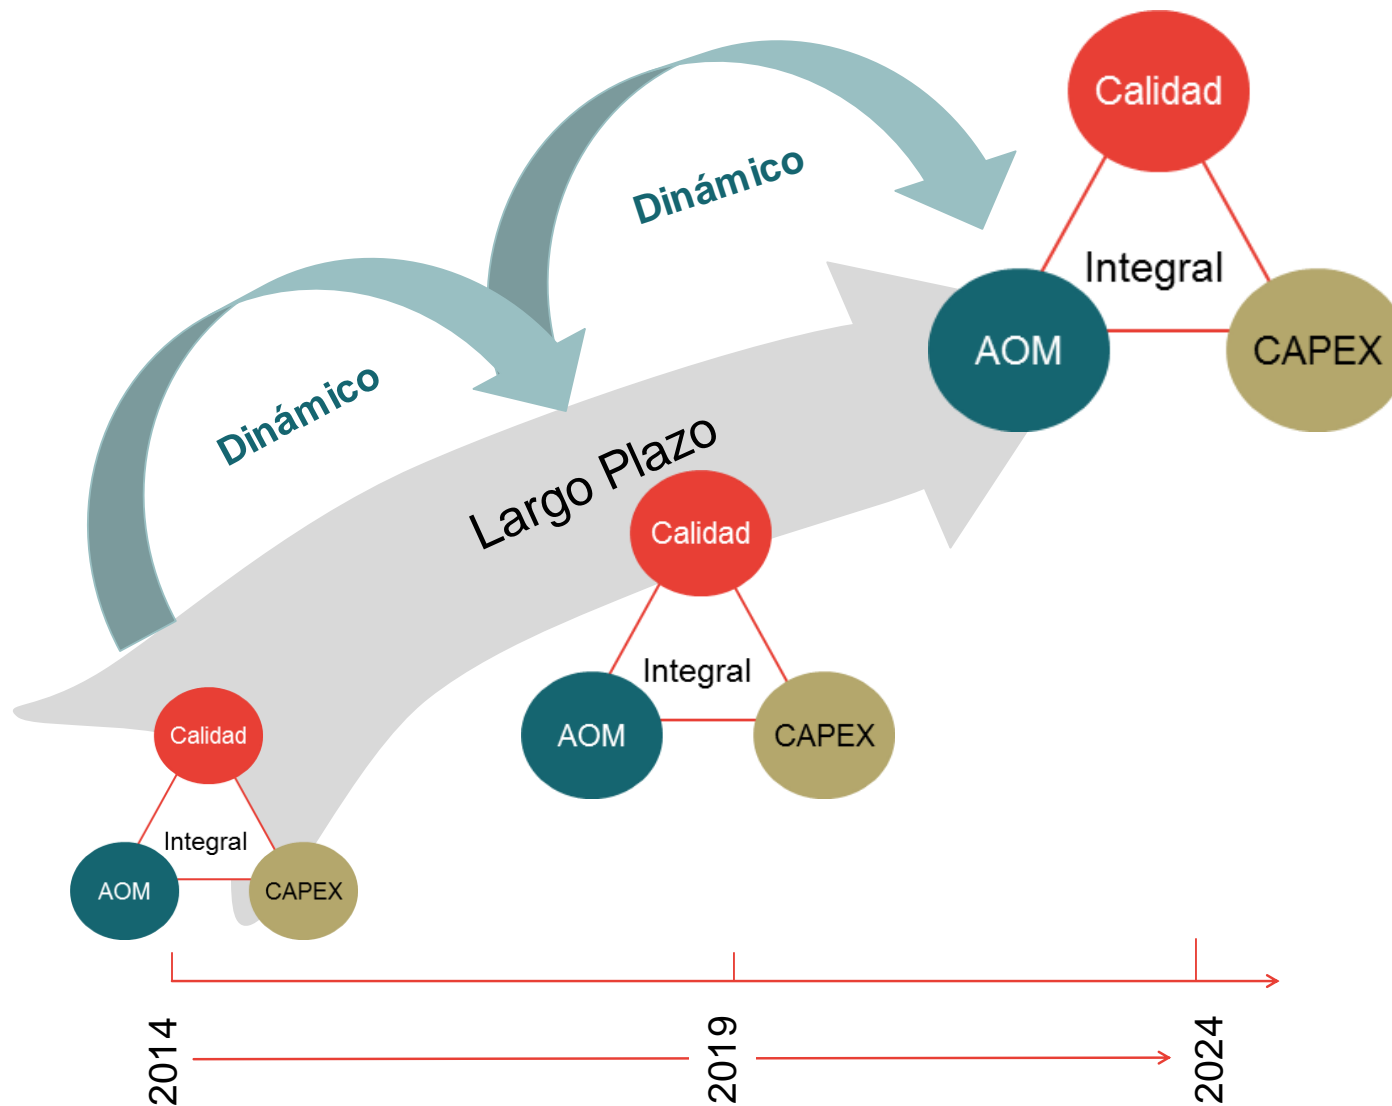 Calidad
Dinámico
Integral
AOM
CAPEX
Dinámico
Largo Plazo
Calidad
Integral
AOM
CAPEX
Calidad
Integral
AOM
CAPEX
2014
2019
2024